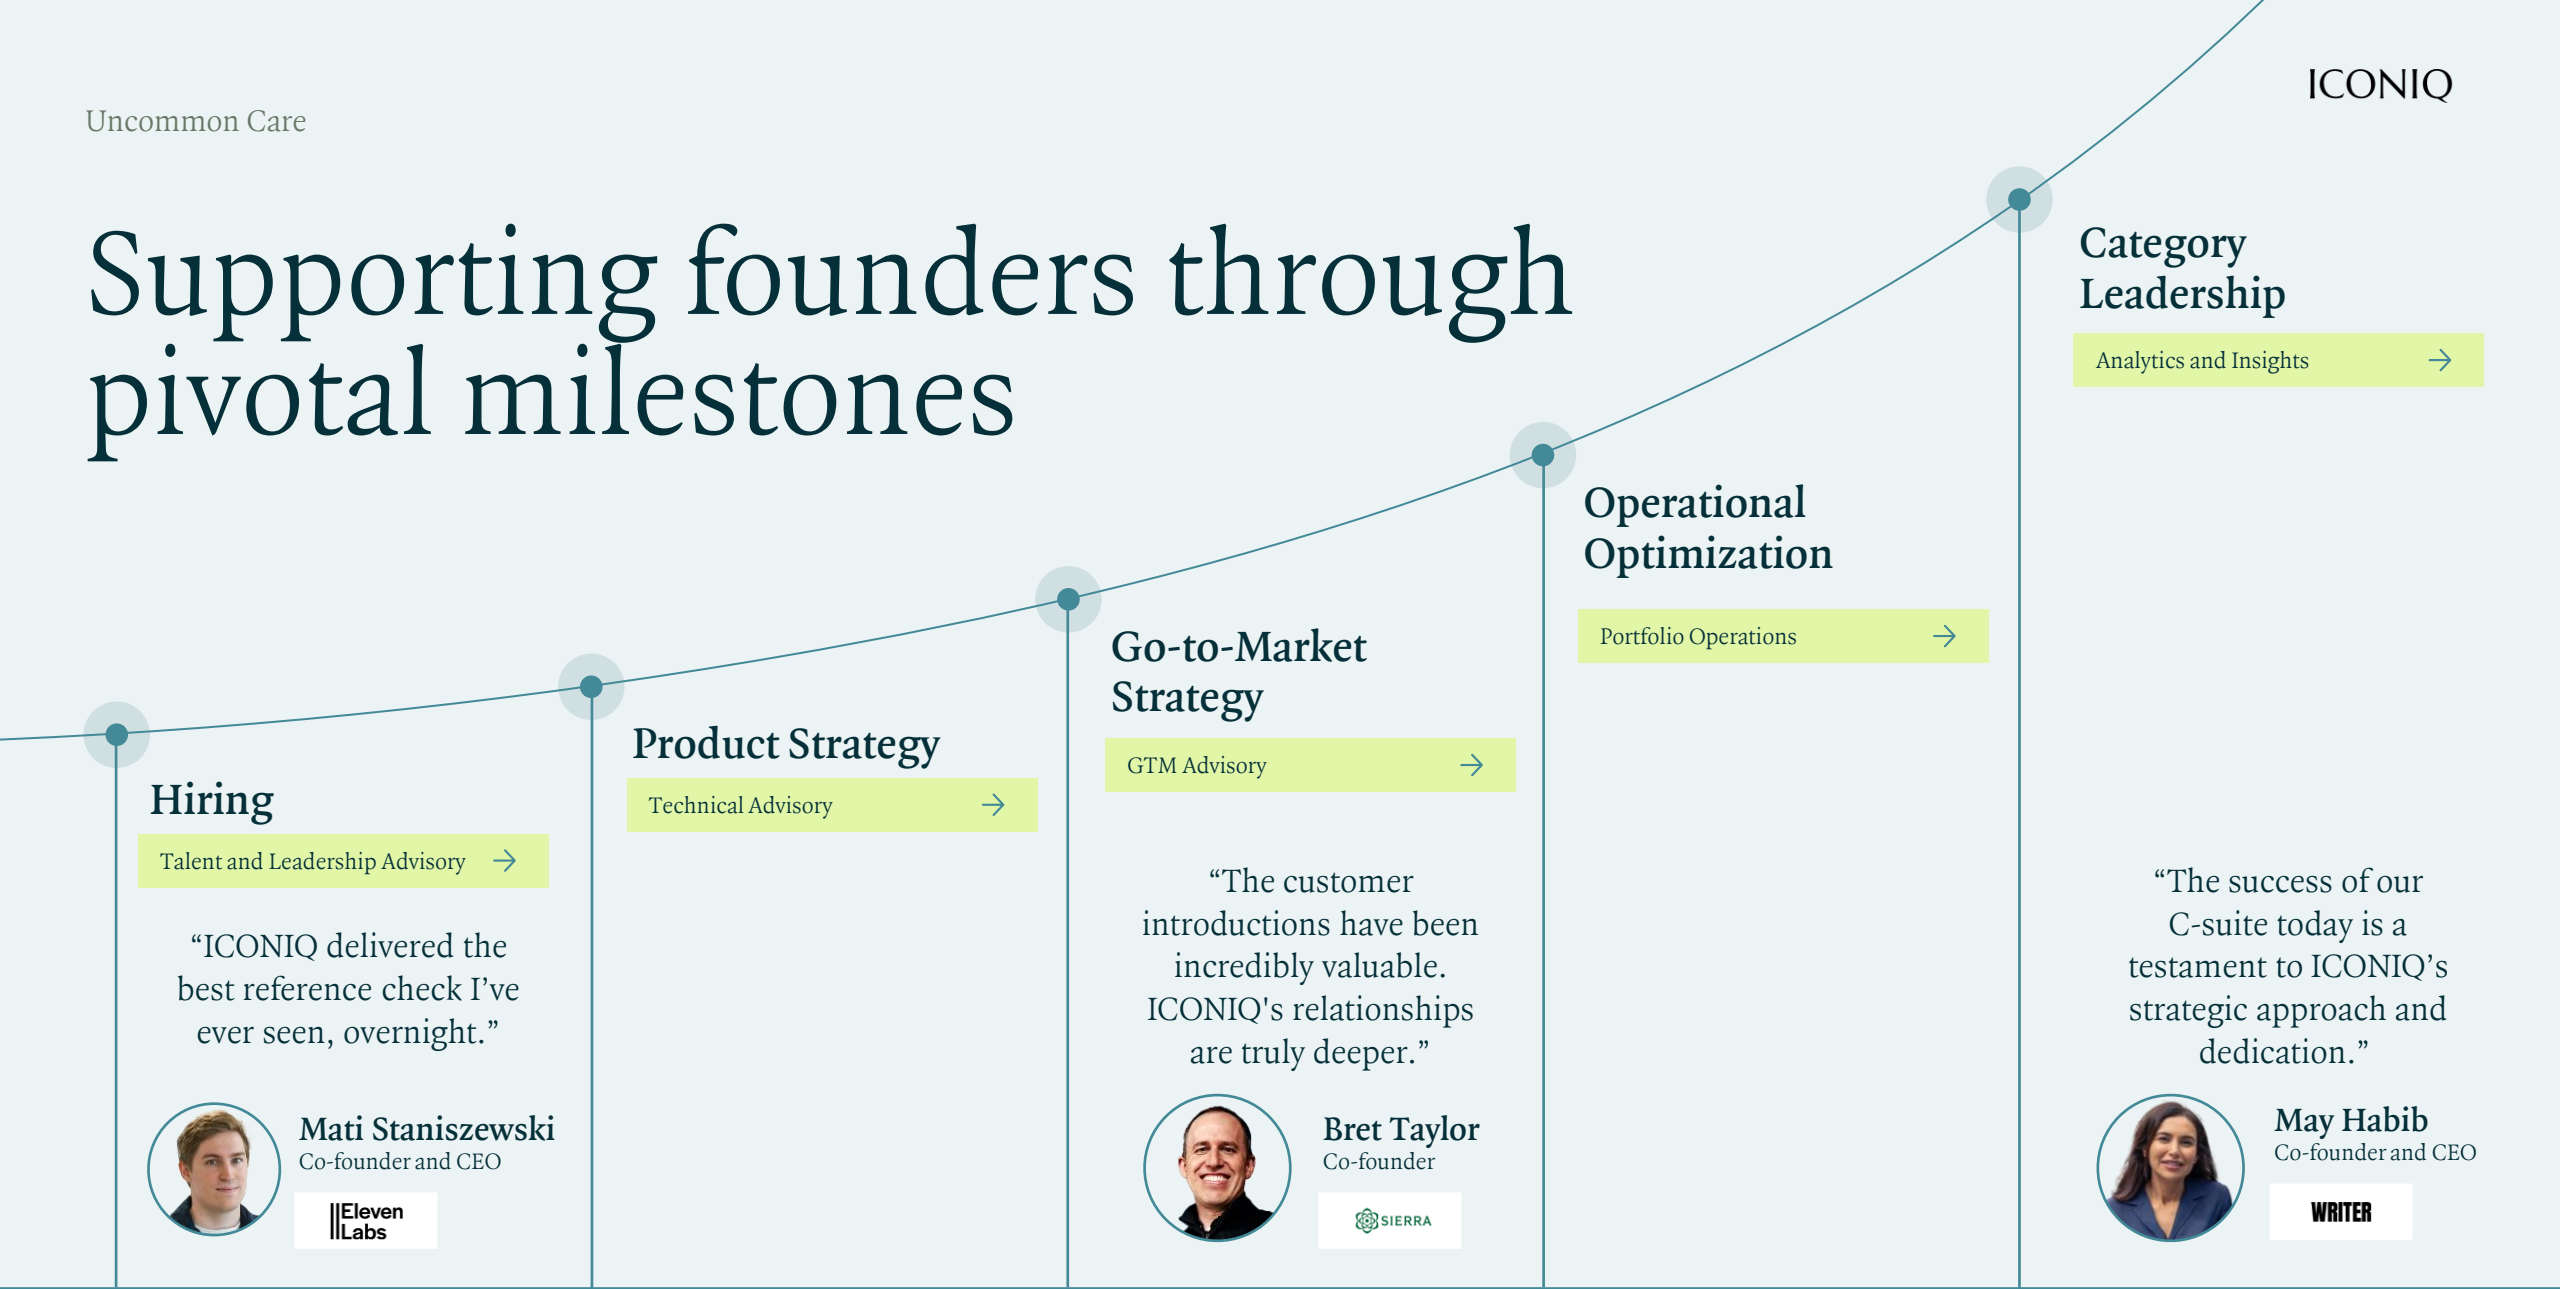 Uncommon Care
ICONIQ
Supporting founders through
pivotal milestones
Hiring
Talent and Leadership Advisory →
“ICONIQ delivered the
best reference check I’ve
ever seen, overnight.”
Mati Staniszewski
Co-founder and CEO
||Eleven
Labs
Product Strategy
Technical Advisory →
Go-to-Market
Strategy
GTM Advisory →
“The customer
introductions have been
incredibly valuable.
ICONIQ's relationships
are truly deeper.”
Bret Taylor
Co-founder
SIERRA
Operational
Optimization
Portfolio Operations →
Category
Leadership
Analytics and Insights →
“The success of our
C-suite today is a
testament to ICONIQ’s
strategic approach and
dedication.”
May Habib
Co-founder and CEO
WRITER